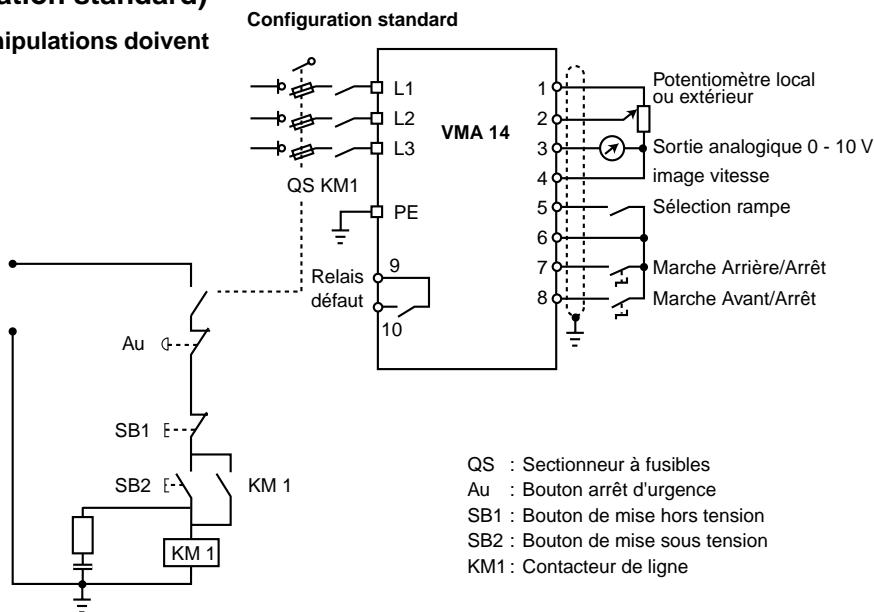 ation standard)
nipulations doivent
Configuration standard
L1
L2
L3
QS KM1
PE
VMA 14
1
2
3
4
5
6
7
8
Potentiomètre local
ou extérieur
Sortie analogique 0 - 10 V
image vitesse
Sélection rampe
Marche Arrière/Arrêt
Marche Avant/Arrêt
Relais
défaut
9
10
Au
SB1
SB2
KM 1
KM 1
QS : Sectionneur à fusibles
Au : Bouton arrêt d'urgence
SB1 : Bouton de mise hors tension
SB2 : Bouton de mise sous tension
KM1 : Contacteur de ligne